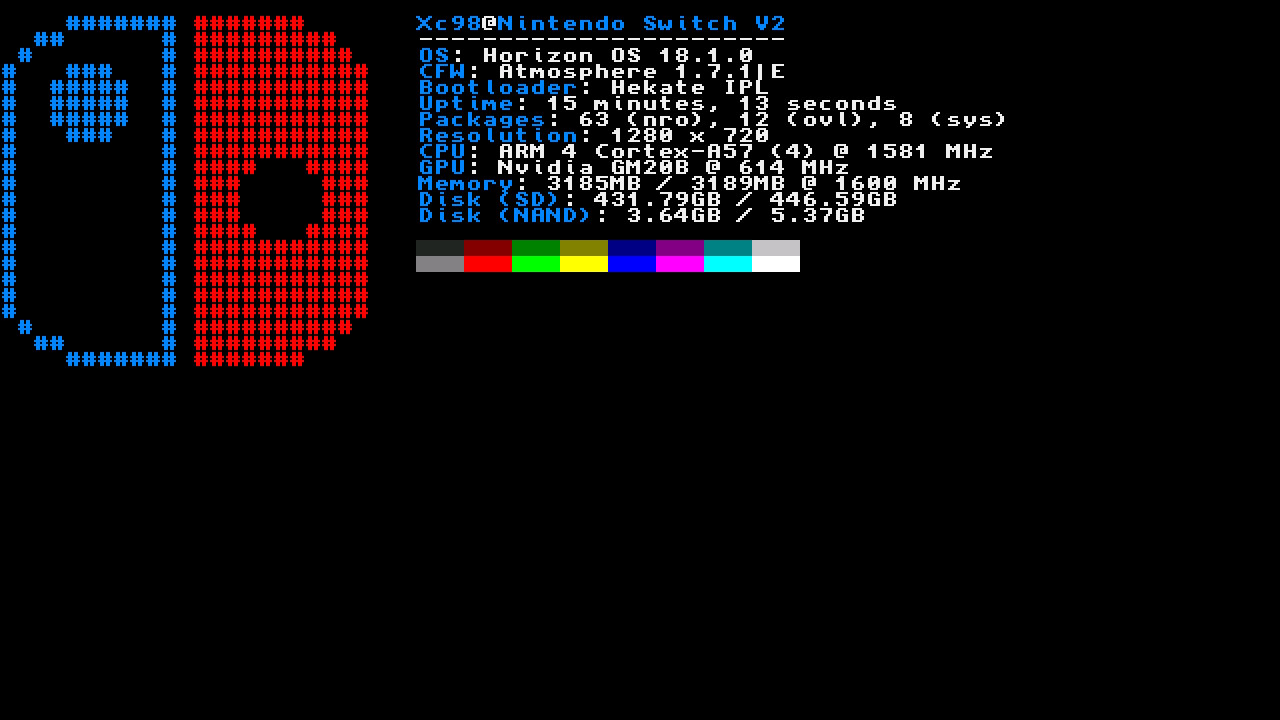 Xc98@Nintendo Switch V2
-----------------------
OS: Horizon OS 18.1.0
CFW: Atmosphere 1.7.1|E
Bootloader: Hekate IPL
Uptime: 15 minutes, 13 seconds
Packages: 63 (nro), 12 (ovl), 8 (sys)
Resolution: 1280 x 720
CPU: ARM 4 Cortex-A57 (4) @ 1581 MHz
GPU: Nvidia GM20B @ 614 MHz
Memory: 3185MB / 3189MB @ 1600 MHz
Disk (SD): 431.79GB / 446.59GB
Disk (NAND): 3.64GB / 5.37GB